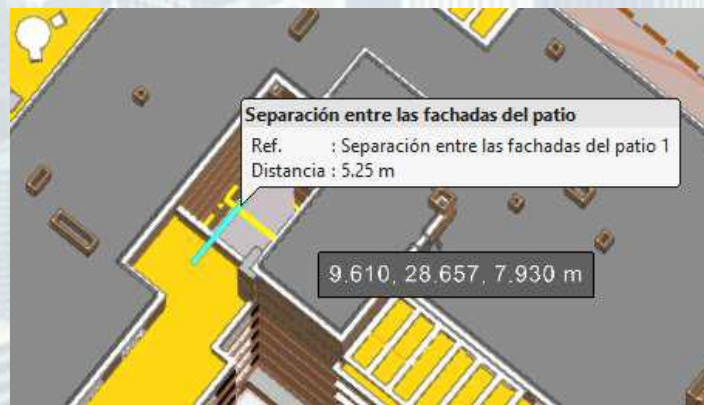 Separación entre las fachadas del patio
Ref. : Separación entre las fachadas del patio 1
Distancia : 5.25 m
9.610, 28.657, 7.930 m